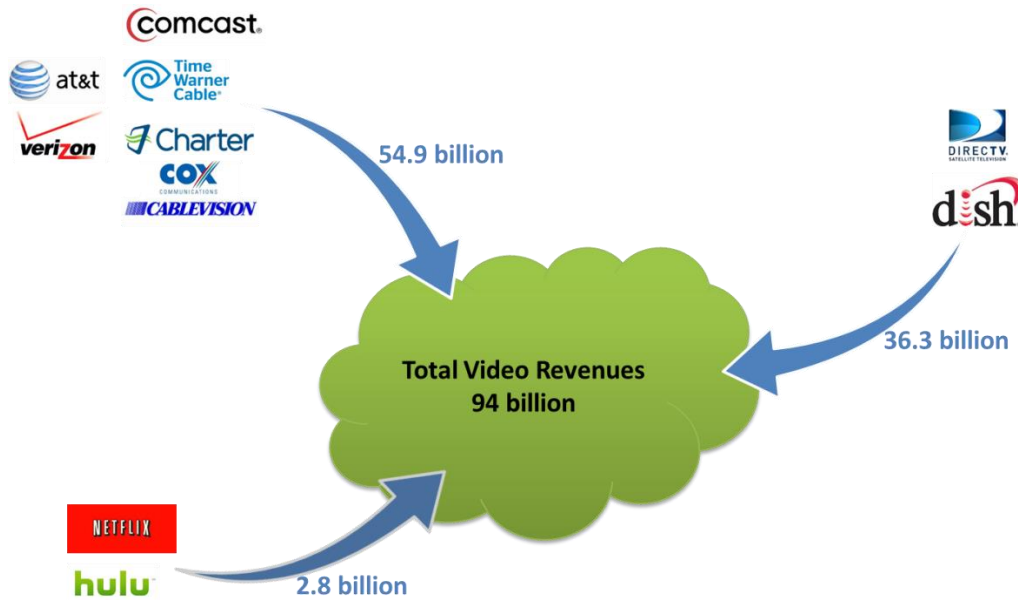 comcast®
at&t
Time
Warner
Cable®
verizon
Charter
COX
COMMUNICATIONS
CABLEVISION
54.9 billion
DIRECTV
SATELLITE TELEVISION
dish
36.3 billion
Total Video Revenues
94 billion
NETFLIX
hulu
2.8 billion